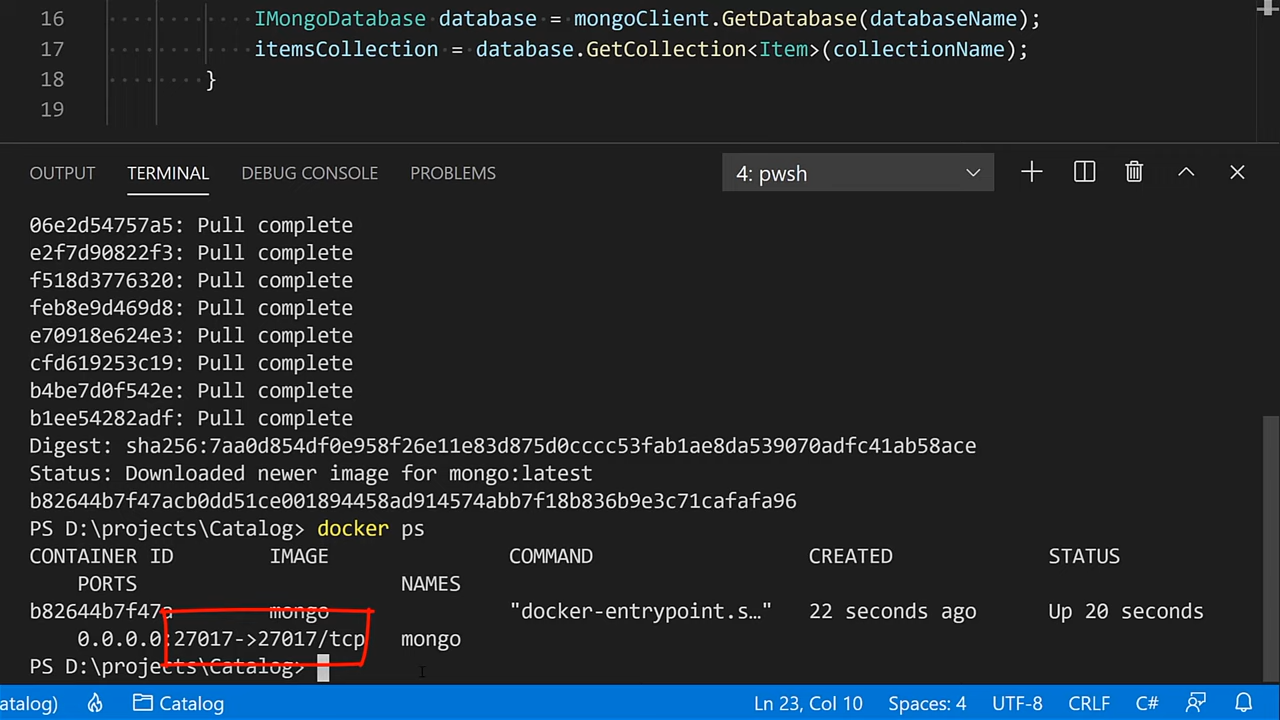 16 IMongoDatabase database = mongoClient.GetDatabase(databaseName);
17 itemsCollection = database.GetCollection<Item>(collectionName);
18 }
19
OUTPUT TERMINAL DEBUG CONSOLE PROBLEMS 4: pwsh
06e2d54757a5: Pull complete
e2f7d90822f3: Pull complete
f518d3776320: Pull complete
feb8e9d469d8: Pull complete
e70918e624e3: Pull complete
cfd619253c19: Pull complete
b4be7d0f542e: Pull complete
b1ee54282adf: Pull complete
Digest: sha256:7aa0d854df0e958f26e11e83d875d0cccc53fab1ae8da539070adfc41ab58ace
Status: Downloaded newer image for mongo:latest
b82644b7f47acb0dd51ce001894458ad914574abb7f18b836b9e3c71cafafa96
PS D:\projects\Catalog> docker ps
CONTAINER ID IMAGE COMMAND CREATED STATUS
PORTS NAMES
b82644b7f47a mongo "docker-entrypoint.s…" 22 seconds ago Up 20 seconds
0.0.0.0:27017->27017/tcp mongo
PS D:\projects\Catalog>
atalog) Catalog Ln 23, Col 10 Spaces: 4 UTF-8 CRLF C#